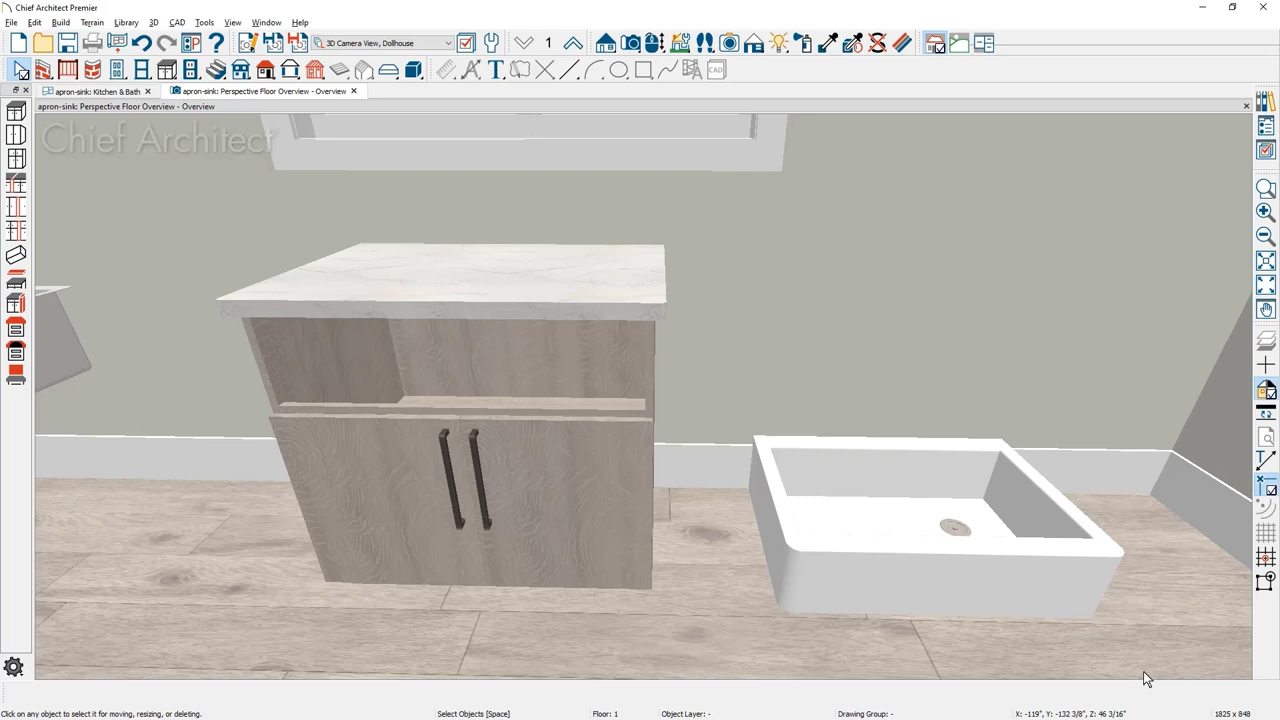 Chief Architect Premier
File Edit Build Terrain Library 3D CAD Tools View Window Help
1 3D Camera View, Dollhouse
CAD
apron-sink: Kitchen & Bath
apron-sink: Perspective Floor Overview - Overview
apron-sink: Perspective Floor Overview - Overview
Chief Architect
Click on any object to select it for moving, resizing, or deleting.
Select Objects [Space]
Floor: 1
Object Layer: -
Drawing Group: -
X: -119", Y: -132 3/8", Z: 46 3/16"
1825 x 848